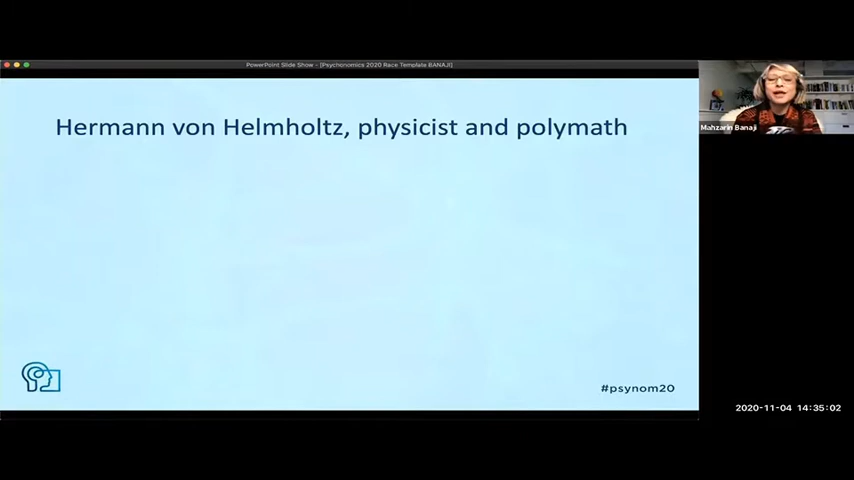 PowerPoint Slide Show - [Psychonomics 2020 Race Template BANAJI]
Hermann von Helmholtz, physicist and polymath
Mahzarin Banaji
#psynom20
2020-11-04 14:35:02